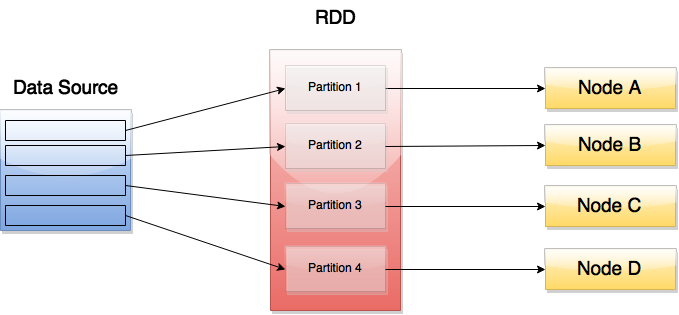 RDD
Data Source
Partition 1
Node A
Partition 2
Node B
Partition 3
Node C
Partition 4
Node D